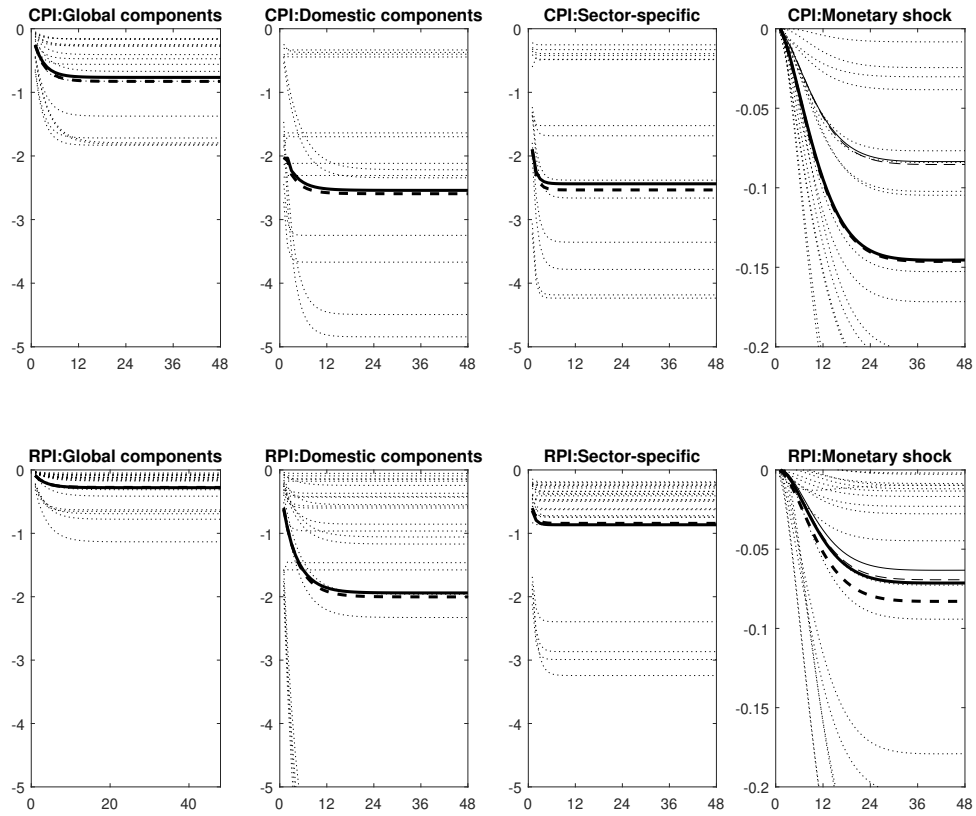 CPI:Global components
CPI:Domestic components
CPI:Sector-specific
CPI:Monetary shock
0
-1
-2
-3
-4
-5
0 12 24 36 48
0
-1
-2
-3
-4
-5
0 12 24 36 48
0
-1
-2
-3
-4
-5
0 12 24 36 48
0
-0.05
-0.1
-0.15
-0.2
0 12 24 36 48
RPI:Global components
RPI:Domestic components
RPI:Sector-specific
RPI:Monetary shock
0
-1
-2
-3
-4
-5
0 20 40
0
-1
-2
-3
-4
-5
0 12 24 36 48
0
-1
-2
-3
-4
-5
0 12 24 36 48
0
-0.05
-0.1
-0.15
-0.2
0 12 24 36 48